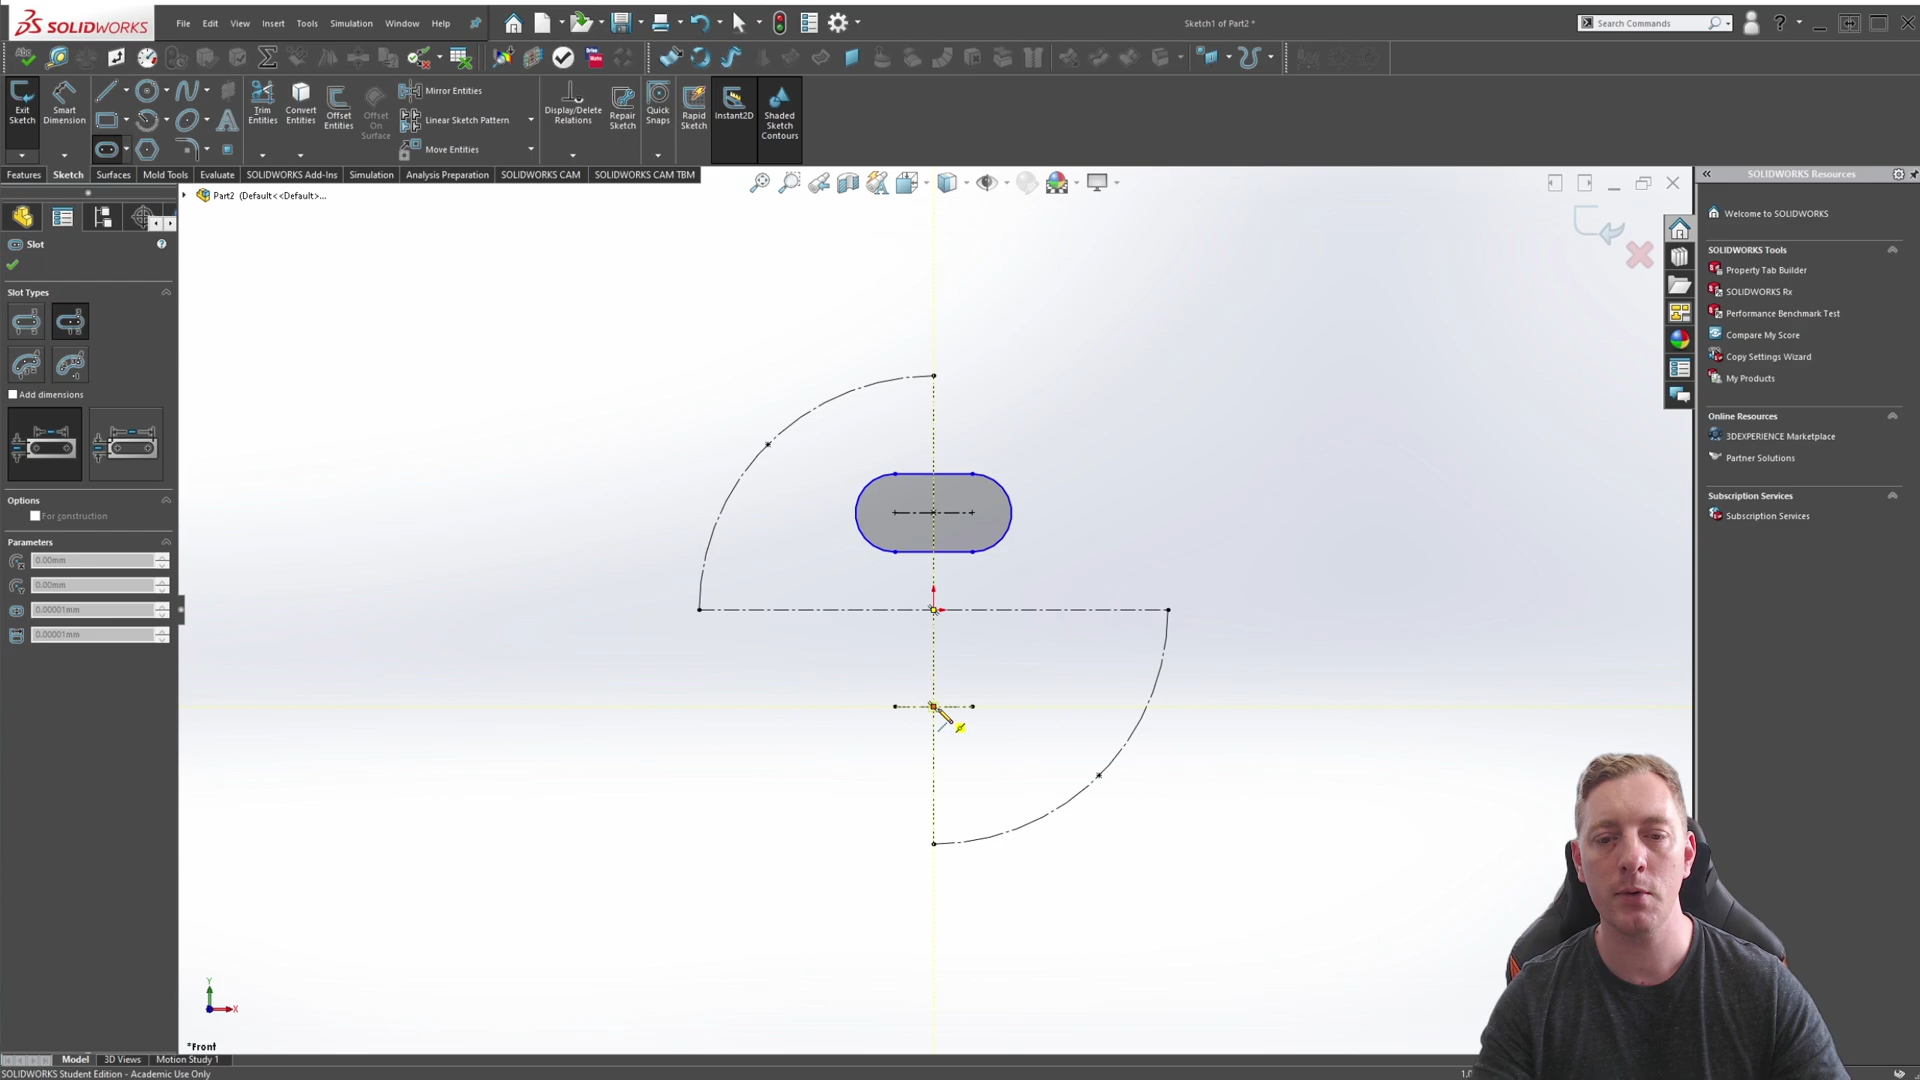 SOLIDWORKS File Edit View Insert Tools Simulation Window Help Sketch1 of Part2 * Search Commands
Exit Sketch
Smart Dimension
Trim Entities
Convert Entities
Offset Entities
Offset On Surface
Mirror Entities
Linear Sketch Pattern
Move Entities
Display/Delete Relations
Repair Sketch
Quick Snaps
Rapid Sketch
Instant2D
Shaded Sketch Contours
Features Sketch Surfaces Mold Tools Evaluate SOLIDWORKS Add-Ins Simulation Analysis Preparation SOLIDWORKS CAM SOLIDWORKS CAM TBM
Part2 (Default<<Default>...
Slot
Slot Types
Add dimensions
Options
For construction
Parameters
0.00mm
0.00mm
0.00001mm
0.00001mm
SOLIDWORKS Resources
Welcome to SOLIDWORKS
SOLIDWORKS Tools
Property Tab Builder
SOLIDWORKS Rx
Performance Benchmark Test
Compare My Score
Copy Settings Wizard
My Products
Online Resources
3DEXPERIENCE Marketplace
Partner Solutions
Subscription Services
Subscription Services
Y
X
*Front
Model 3D Views Motion Study 1
SOLIDWORKS Student Edition - Academic Use Only